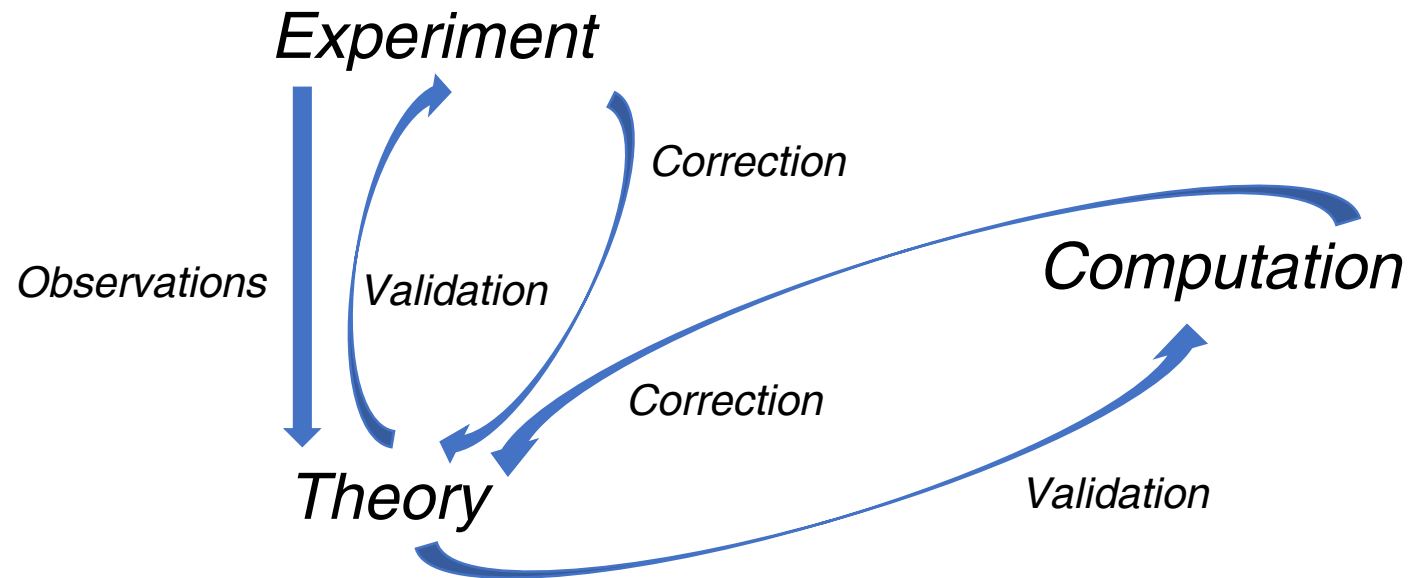 Experiment
Correction
Computation
Observations
Validation
Correction
Theory
Validation